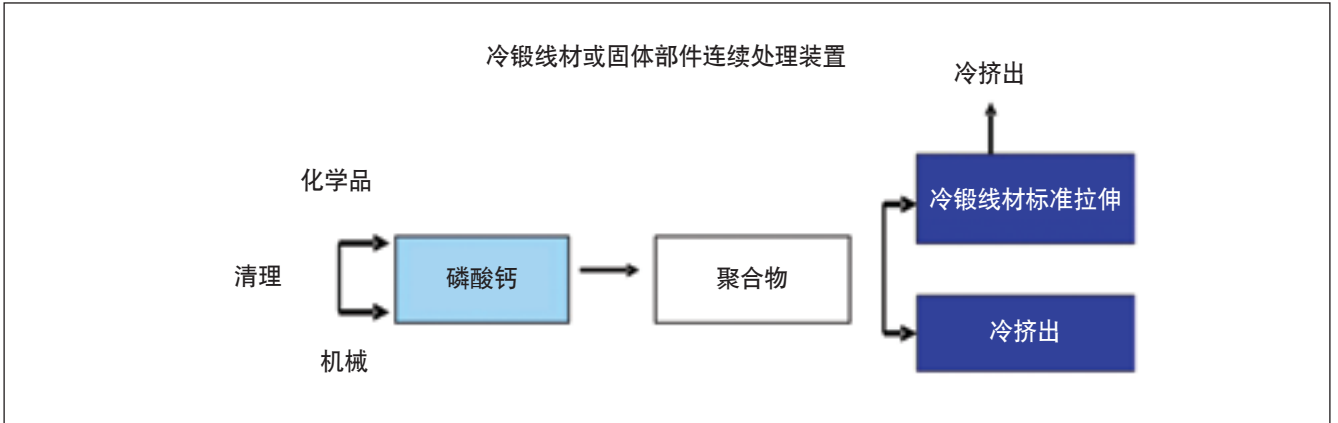 冷锻线材或固体部件连续处理装置
冷挤出
化学品
冷锻线材标准拉伸
清理
磷酸钙
聚合物
冷挤出
机械